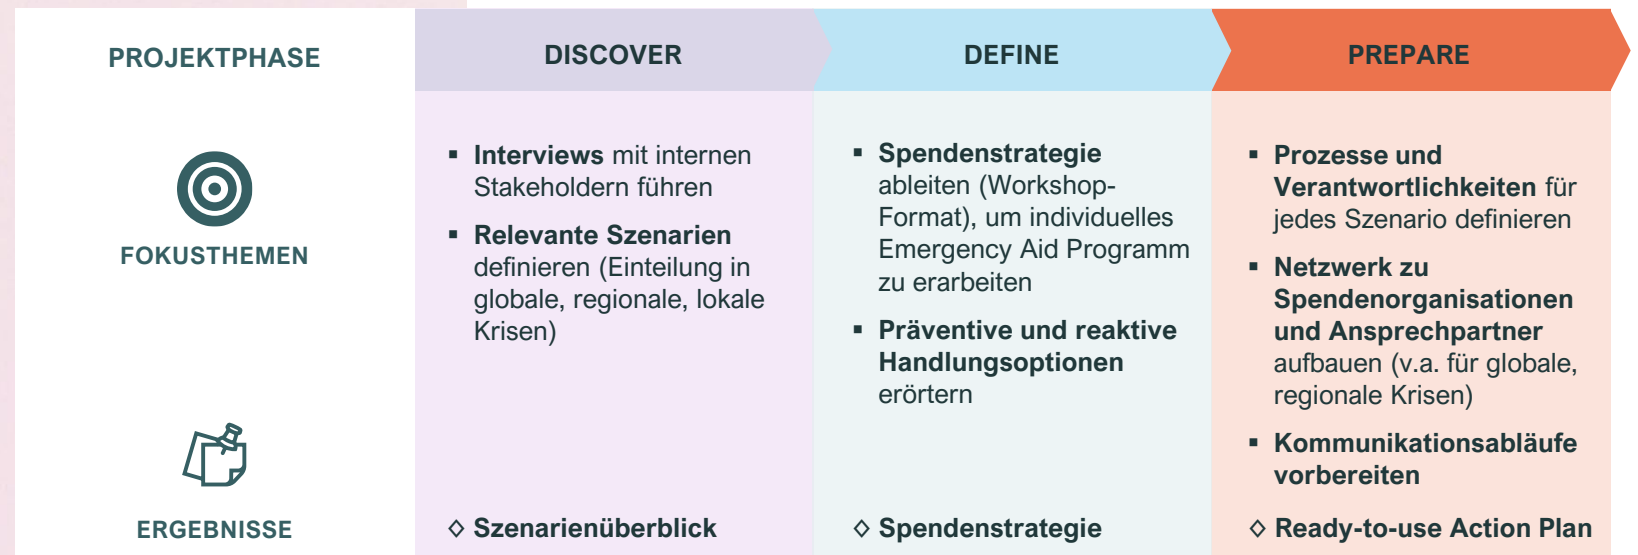 PROJEKTPHASE
DISCOVER
DEFINE
PREPARE
FOKUSTHEMEN
▪ Interviews mit internen
Stakeholdern führen
▪ Relevante Szenarien
definieren (Einteilung in
globale, regionale, lokale
Krisen)
▪ Spendenstrategie
ableiten (Workshop-
Format), um individuelles
Emergency Aid Programm
zu erarbeiten
▪ Präventive und reaktive
Handlungsoptionen
erörtern
▪ Prozesse und
Verantwortlichkeiten für
jedes Szenario definieren
▪ Netzwerk zu
Spendenorganisationen
und Ansprechpartner
aufbauen (v.a. für globale,
regionale Krisen)
▪ Kommunikationsabläufe
vorbereiten
ERGEBNISSE
◊ Szenarienüberblick
◊ Spendenstrategie
◊ Ready-to-use Action Plan